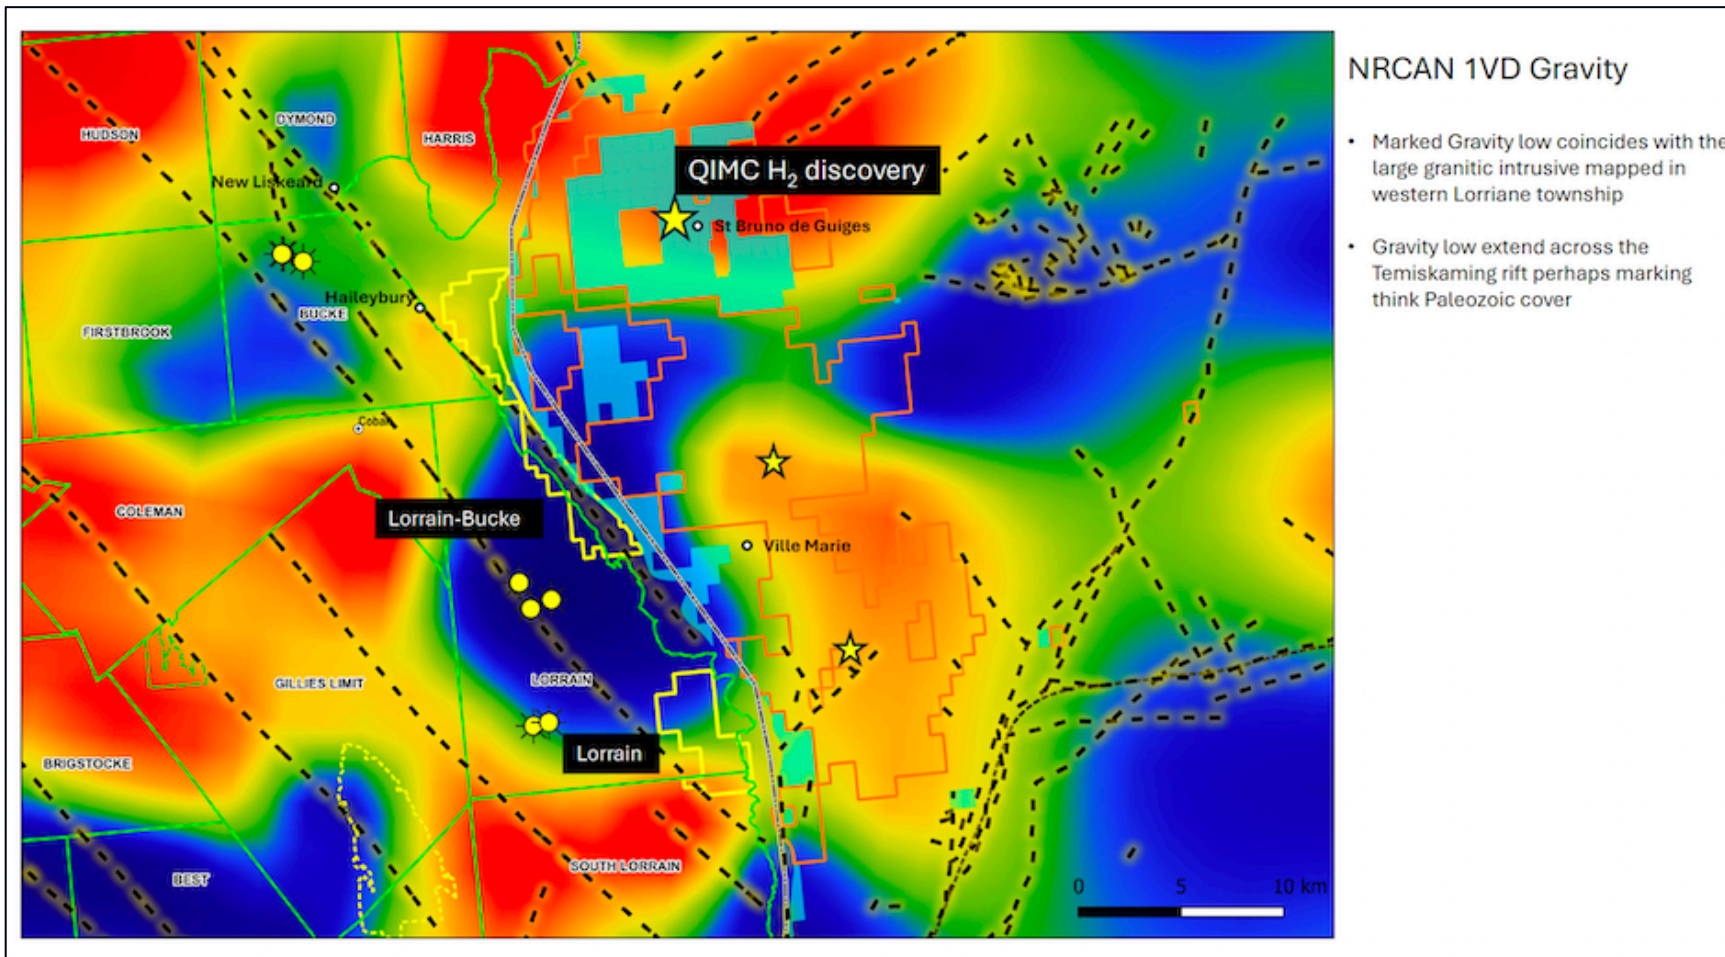 NRCAN 1VD Gravity
• Marked Gravity low coincides with the
large granitic intrusive mapped in
western Lorriane township
• Gravity low extend across the
Temiskaming rift perhaps marking
think Paleozoic cover
HUDSON
DYMOND
HARRIS
QIMC H₂ discovery
New Liskeard
St Bruno de Guiges
Haileybury
BUCKE
FIRSTBROOK
COLEMAN
Lorrain-Bucke
Ville Marie
GILLIES LIMIT
LORRAIN
Lorrain
BRIGSTOCKE
SOUTH LORRAIN
BEST
0 5 10 km